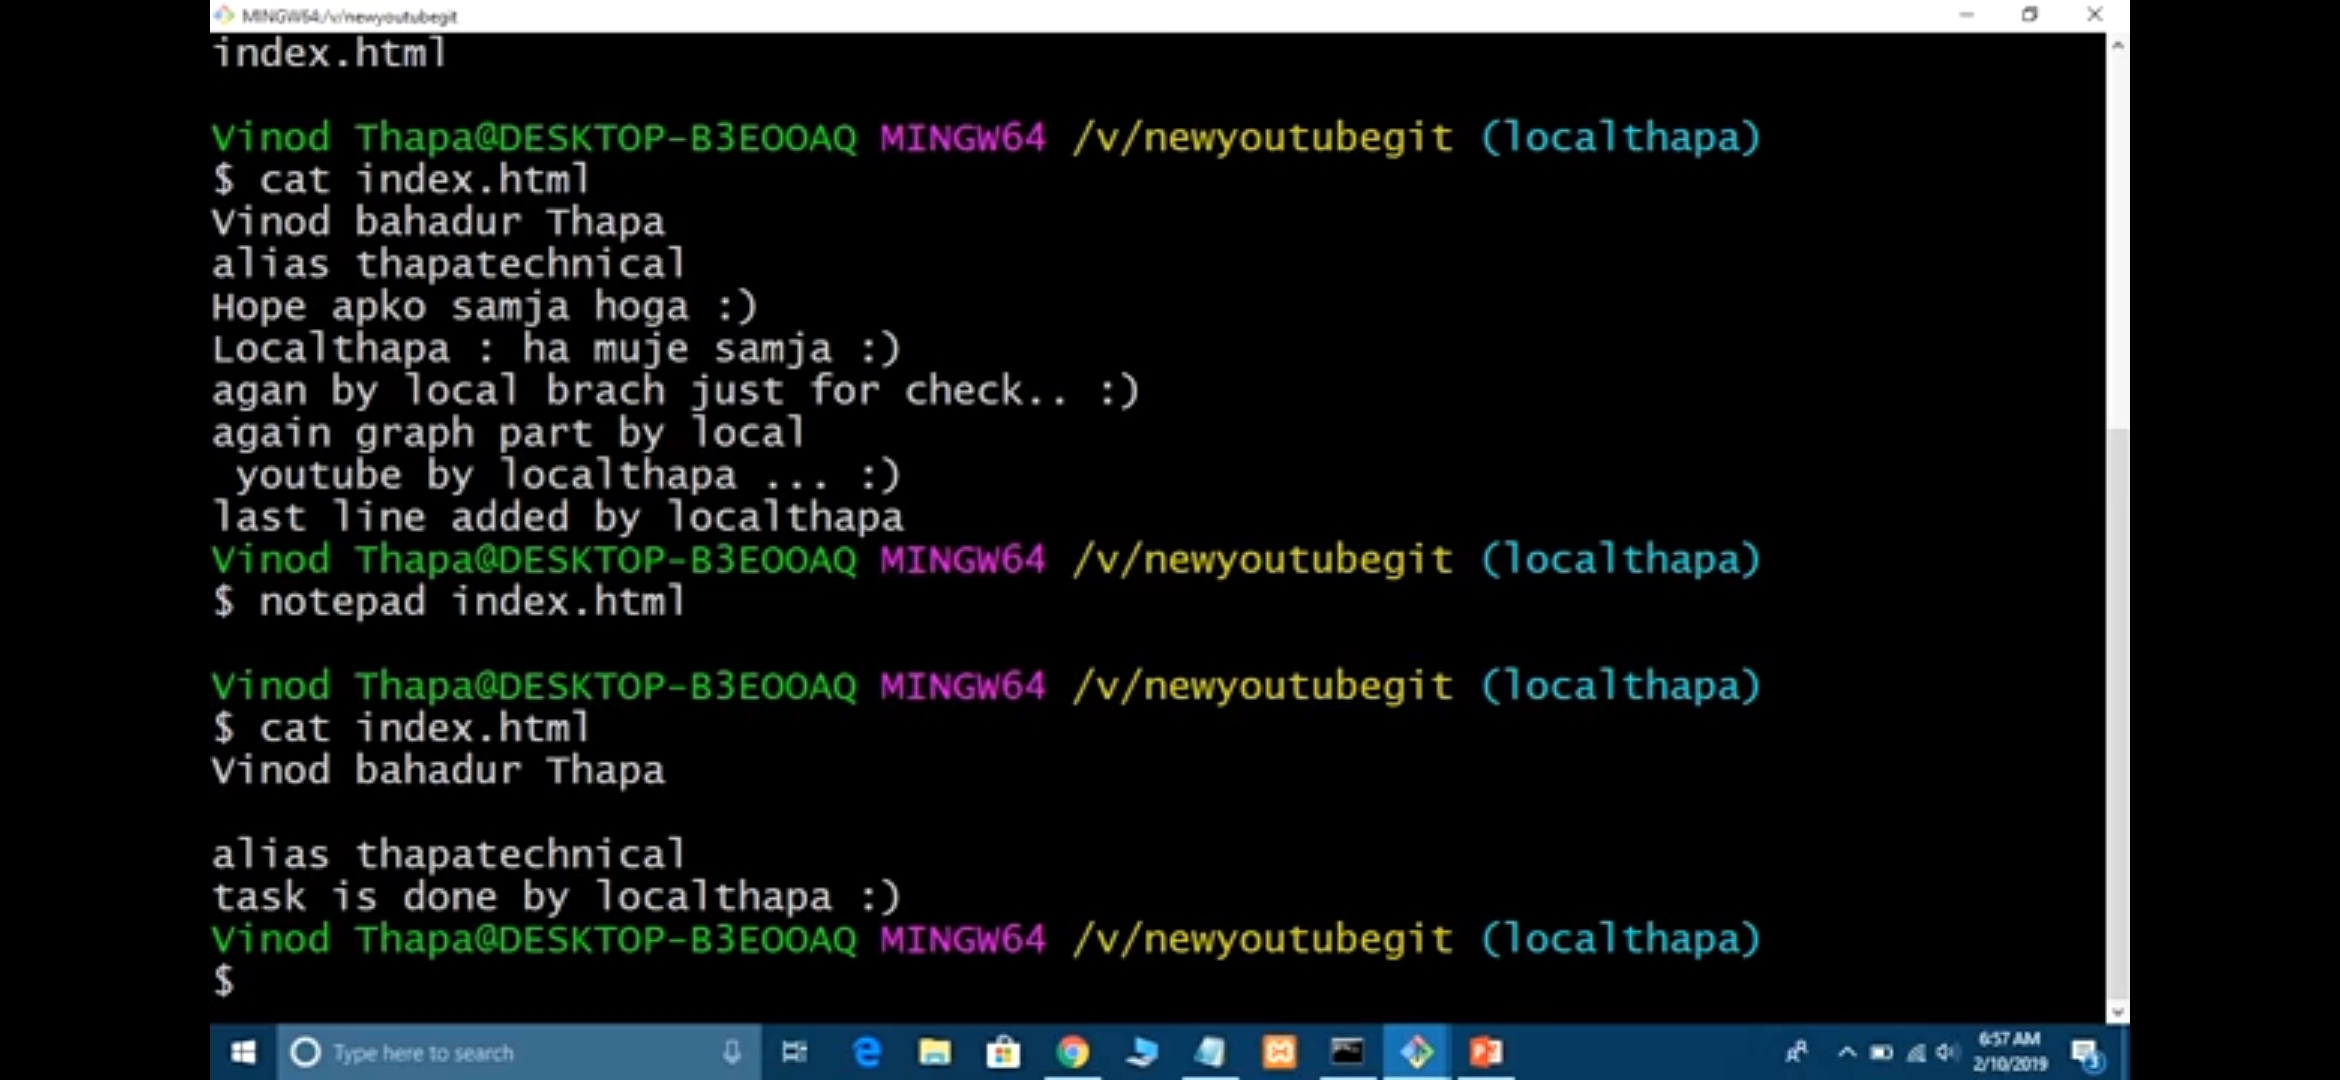 MINGW64:/v/newyoutubegit
index.html
Vinod Thapa@DESKTOP-B3EOOAQ MINGW64 /v/newyoutubegit (localthapa)
$ cat index.html
Vinod bahadur Thapa
alias thapatechnical
Hope apko samja hoga :)
Localthapa : ha muje samja :)
agan by local brach just for check.. :)
again graph part by local
youtube by localthapa ... :)
last line added by localthapa
Vinod Thapa@DESKTOP-B3EOOAQ MINGW64 /v/newyoutubegit (localthapa)
$ notepad index.html
Vinod Thapa@DESKTOP-B3EOOAQ MINGW64 /v/newyoutubegit (localthapa)
$ cat index.html
Vinod bahadur Thapa
alias thapatechnical
task is done by localthapa :)
Vinod Thapa@DESKTOP-B3EOOAQ MINGW64 /v/newyoutubegit (localthapa)
$
Type here to search
6:57 AM
2/10/2019
3